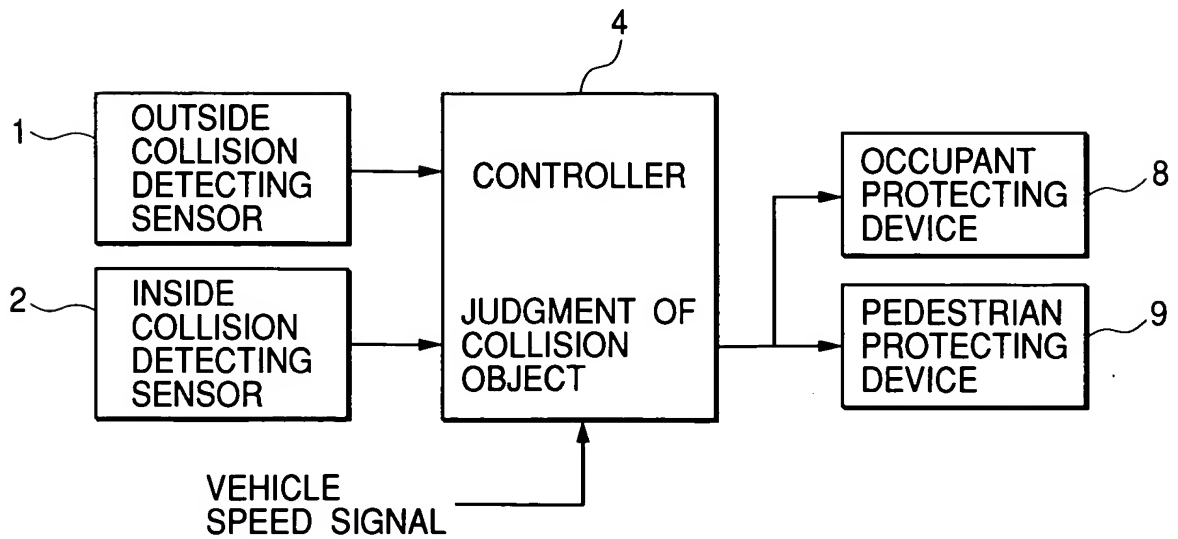 4
1
OUTSIDE
COLLISION
DETECTING
SENSOR
CONTROLLER
OCCUPANT
PROTECTING
DEVICE
8
2
INSIDE
COLLISION
DETECTING
SENSOR
JUDGMENT OF
COLLISION
OBJECT
PEDESTRIAN
PROTECTING
DEVICE
9
VEHICLE
SPEED SIGNAL